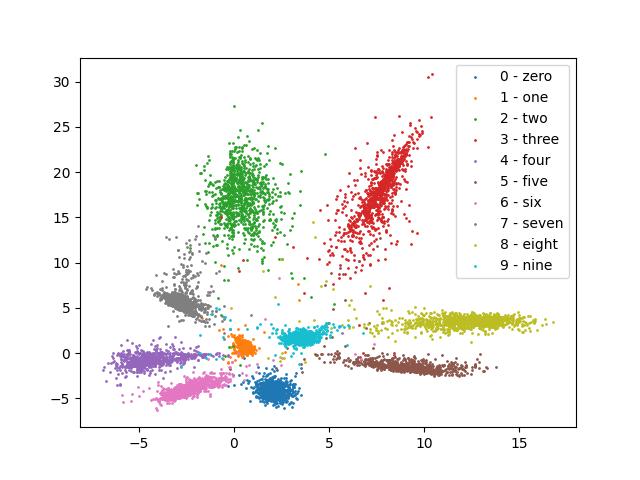 30
25
20
15
10
5
0
−5
−5
0
5
10
15
0 - zero
1 - one
2 - two
3 - three
4 - four
5 - five
6 - six
7 - seven
8 - eight
9 - nine